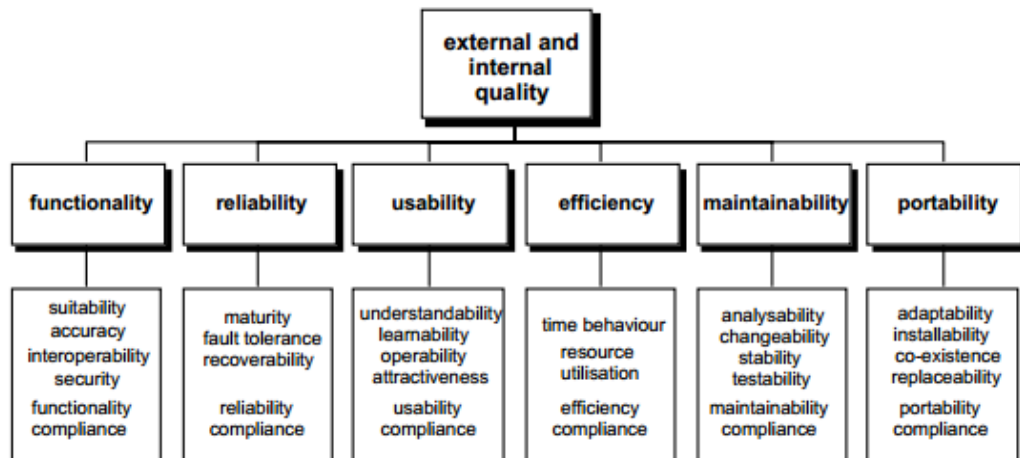 external and
internal
quality
functionality
reliability
usability
efficiency
maintainability
portability
suitability
accuracy
interoperability
security
functionality
compliance
maturity
fault tolerance
recoverability
reliability
compliance
understandability
learnability
operability
attractiveness
usability
compliance
time behaviour
resource
utilisation
efficiency
compliance
analysability
changeability
stability
testability
maintainability
compliance
adaptability
installability
co-existence
replaceability
portability
compliance